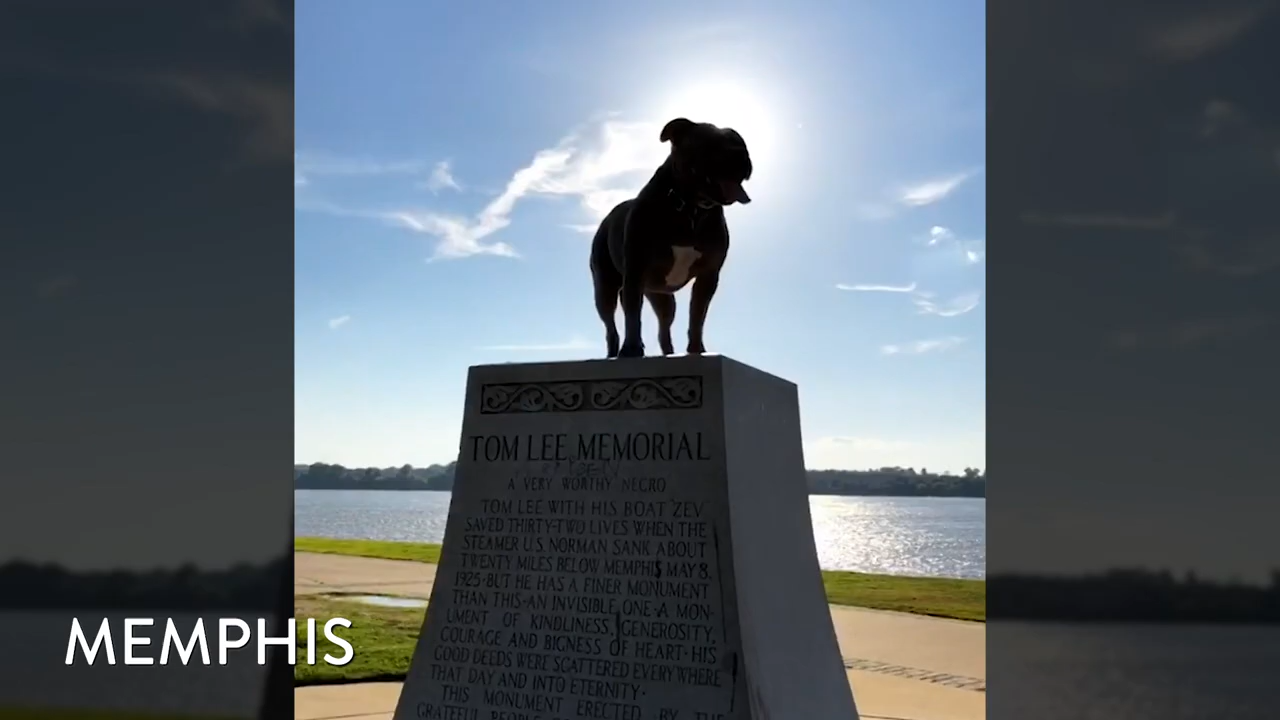 TOM LEE MEMORIAL
A VERY WORTHY NEGRO
TOM LEE WITH HIS BOAT "ZEV"
SAVED THIRTY-TWO LIVES WHEN THE
STEAMER U.S. NORMAN SANK ABOUT
TWENTY MILES BELOW MEMPHIS MAY 8,
1925·BUT HE HAS A FINER MONUMENT
THAN THIS·AN INVISIBLE ONE·A MON-
UMENT OF KINDLINESS, GENEROSITY,
COURAGE AND BIGNESS OF HEART·HIS
GOOD DEEDS WERE SCATTERED EVERYWHERE
THAT DAY AND INTO ETERNITY·
THIS MONUMENT ERECTED BY THE
GRATEFUL PEOPLE
MEMPHIS